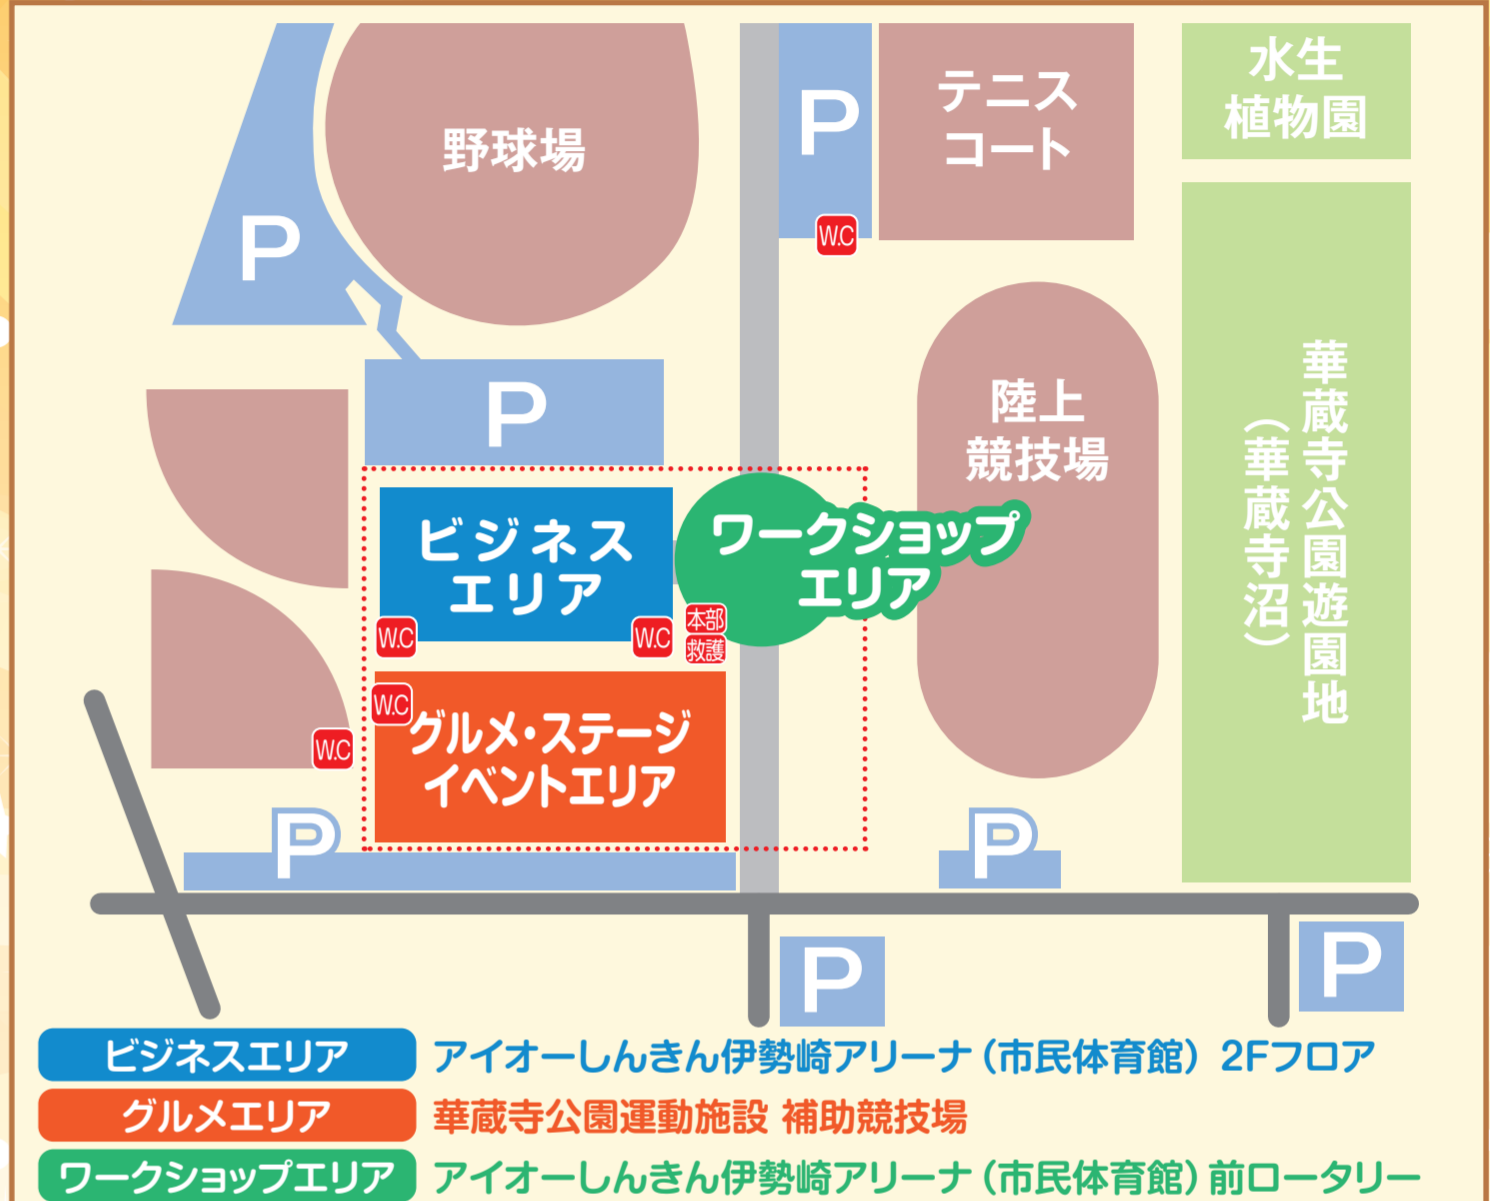 野球場
P
テニス
コート
水生
植物園
W.C
P
P
陸上
競技場
華蔵寺公園遊園地
（華蔵寺沼）
ビジネス
エリア
ワークショップ
エリア
W.C
W.C
本部
救護
W.C
グルメ・ステージ
イベントエリア
W.C
P
P
P
P
ビジネスエリア アイオーしんきん伊勢崎アリーナ（市民体育館）2Fフロア
グルメエリア 華蔵寺公園運動施設 補助競技場
ワークショップエリア アイオーしんきん伊勢崎アリーナ（市民体育館）前ロータリー